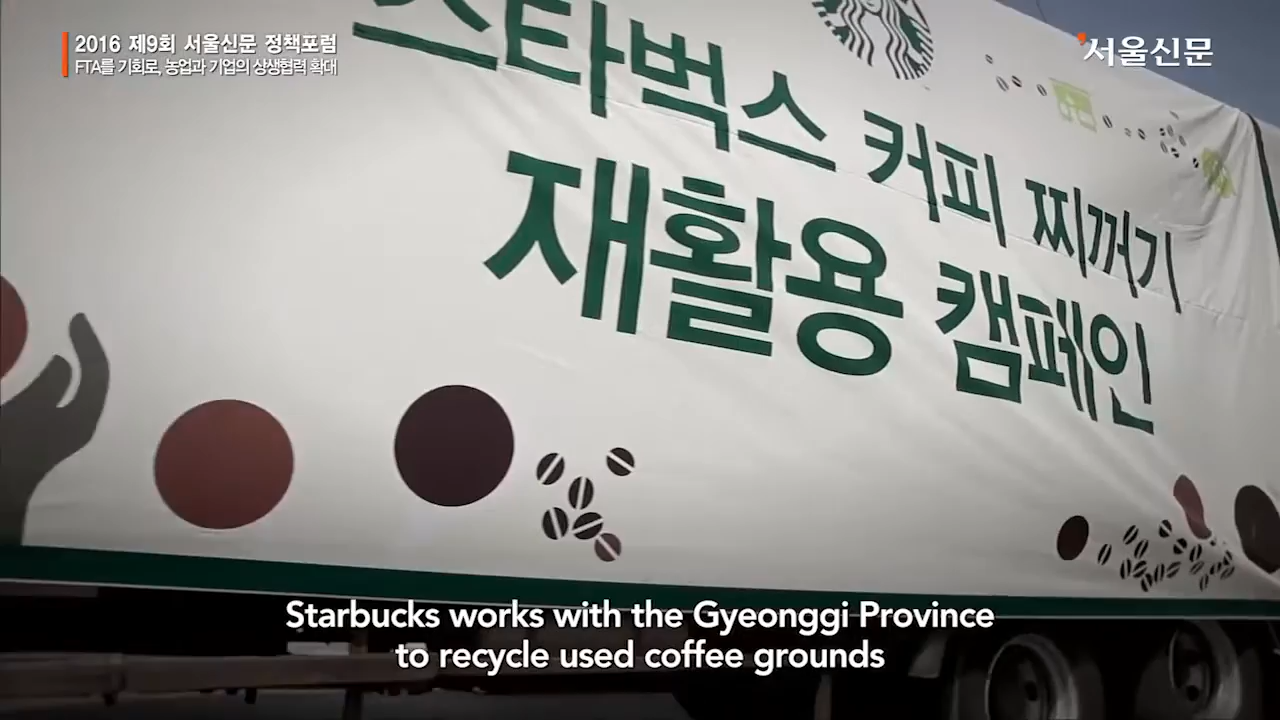 2016 제9회 서울신문 정책포럼
FTA를 기회로, 농업과 기업의 상생협력 확대
서울신문
스타벅스 커피 찌꺼기
재활용 캠페인
Starbucks works with the Gyeonggi Province
to recycle used coffee grounds